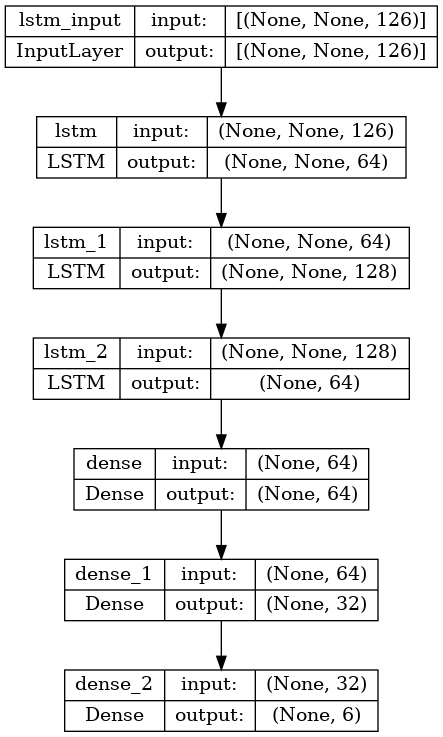 lstm_input input: [(None, None, 126)]
InputLayer output: [(None, None, 126)]
lstm input: (None, None, 126)
LSTM output: (None, None, 64)
lstm_1 input: (None, None, 64)
LSTM output: (None, None, 128)
lstm_2 input: (None, None, 128)
LSTM output: (None, 64)
dense input: (None, 64)
Dense output: (None, 64)
dense_1 input: (None, 64)
Dense output: (None, 32)
dense_2 input: (None, 32)
Dense output: (None, 6)